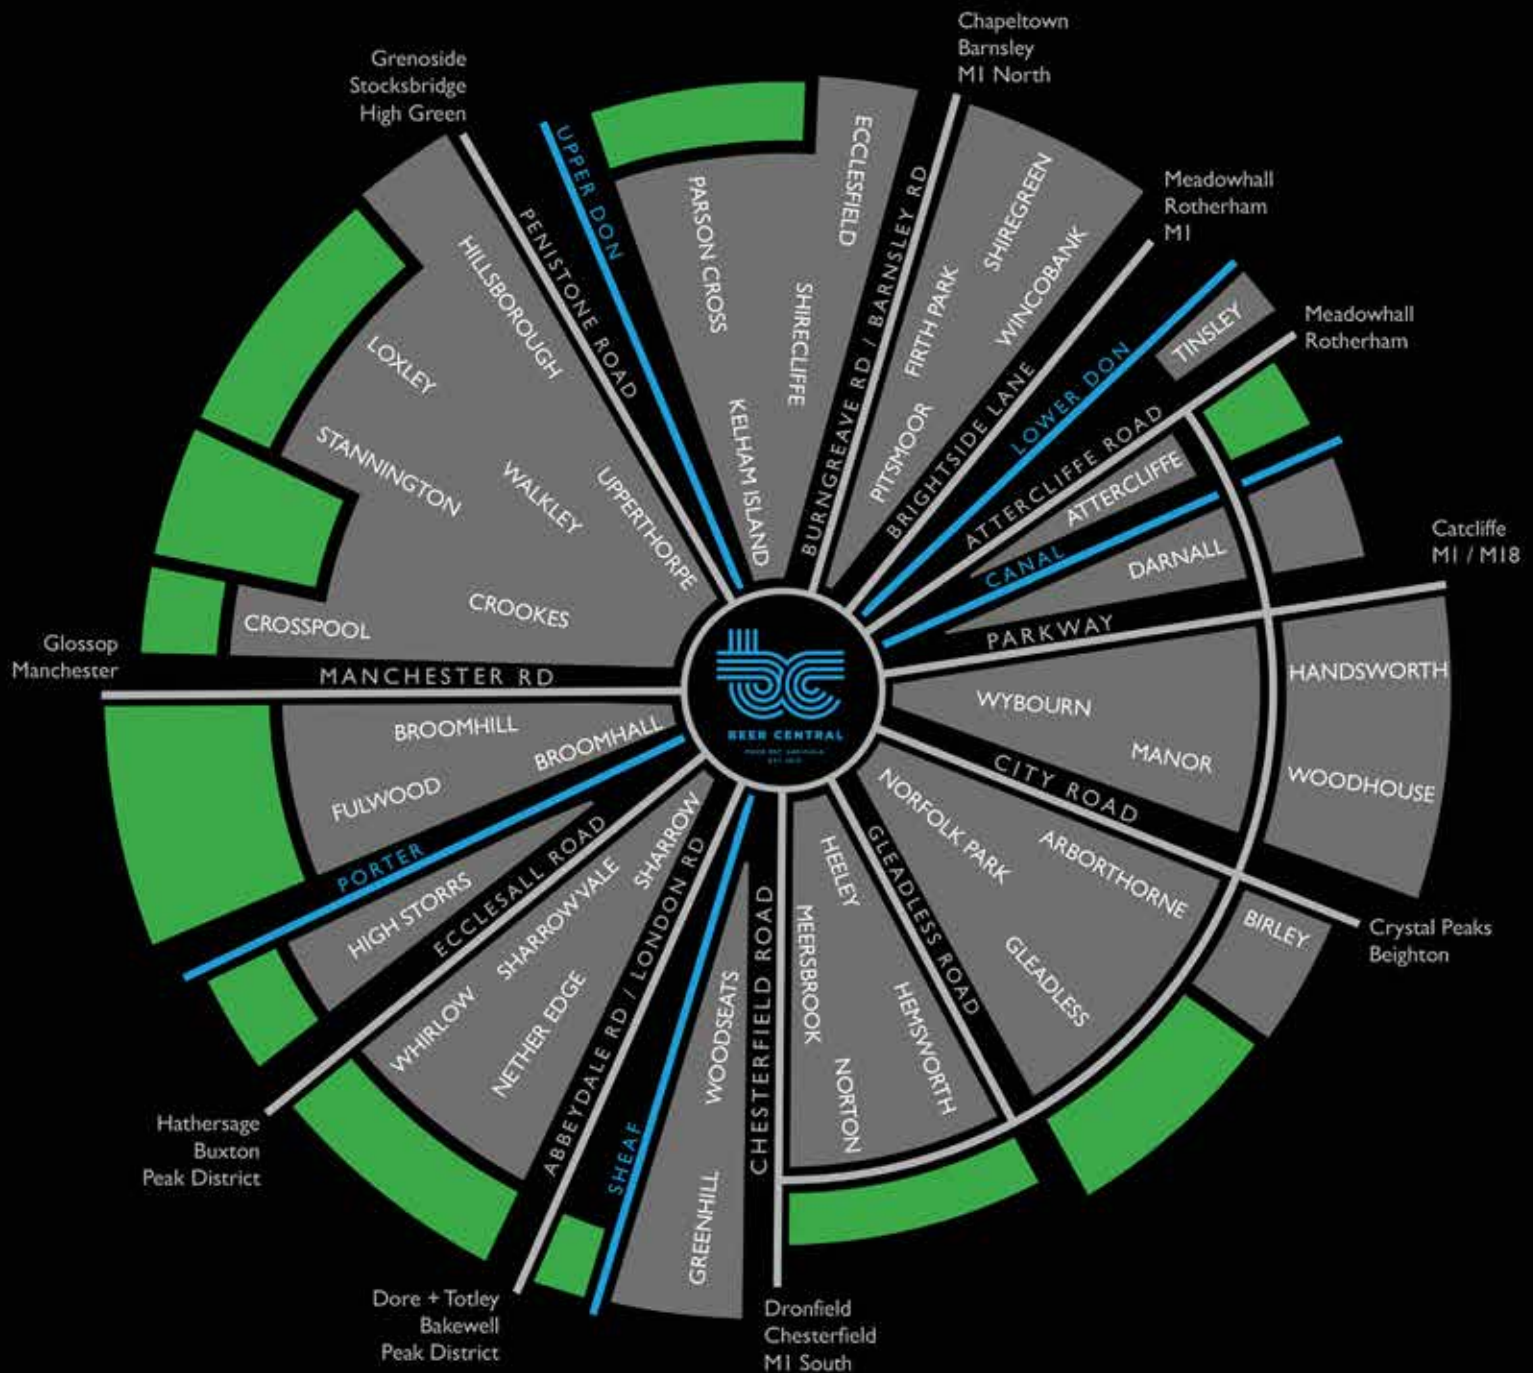 Chapeltown
Barnsley
M1 North
Grenoside
Stocksbridge
High Green
Meadowhall
Rotherham
M1
Meadowhall
Rotherham
Catcliffe
M1 / M18
Crystal Peaks
Beighton
Dronfield
Chesterfield
M1 South
Dore + Totley
Bakewell
Peak District
Hathersage
Buxton
Peak District
Glossop
Manchester
PENISTONE ROAD
UPPER DON
PARSON CROSS
ECCLESFIELD
SHIRECLIFFE
KELHAM ISLAND
BURNGREAVE RD / BARNSLEY RD
SHIREGREEN
FIRTH PARK
WINCOBANK
PITSMOOR
BRIGHTSIDE LANE
LOWER DON
TINSLEY
ATTERCLIFFE ROAD
ATTERCLIFFE
CANAL
DARNALL
PARKWAY
WYBOURN
MANOR
HANDSWORTH
WOODHOUSE
CITY ROAD
NORFOLK PARK
ARBORTHORNE
GLEADLESS
BIRLEY
GLEADLESS ROAD
HEELEY
MEERSBROOK
HEMSWORTH
NORTON
CHESTERFIELD ROAD
WOODSEATS
GREENHILL
SHEAF
ABBEYDALE RD / LONDON RD
SHARROW
SHARROW VALE
NETHER EDGE
WHIRLOW
ECCLESALL ROAD
HIGH STORRS
PORTER
BROOMHALL
BROOMHILL
FULWOOD
MANCHESTER RD
CROSSPOOL
CROOKES
UPPERTHORPE
WALKLEY
STANNINGTON
LOXLEY
HILLSBOROUGH
bc
BEER CENTRAL